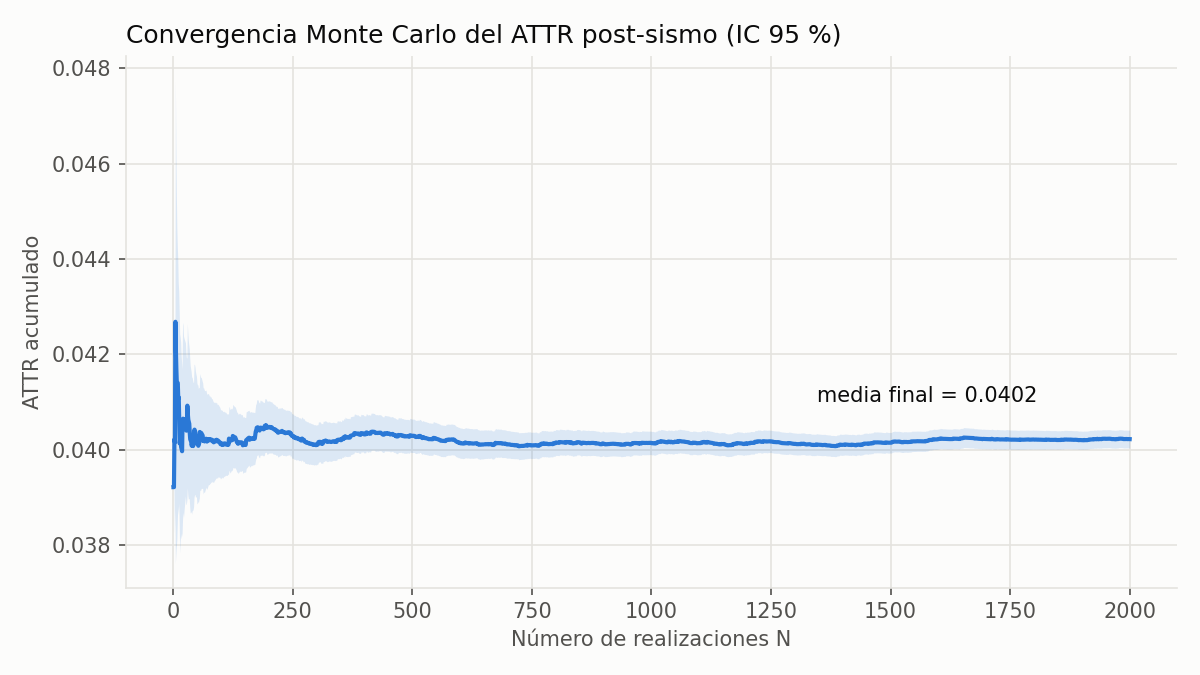 Convergencia Monte Carlo del ATTR post-sismo (IC 95 %)
0.048
0.046
0.044
0.042
0.040
0.038
ATTR acumulado
media final = 0.0402
0 250 500 750 1000 1250 1500 1750 2000
Número de realizaciones N